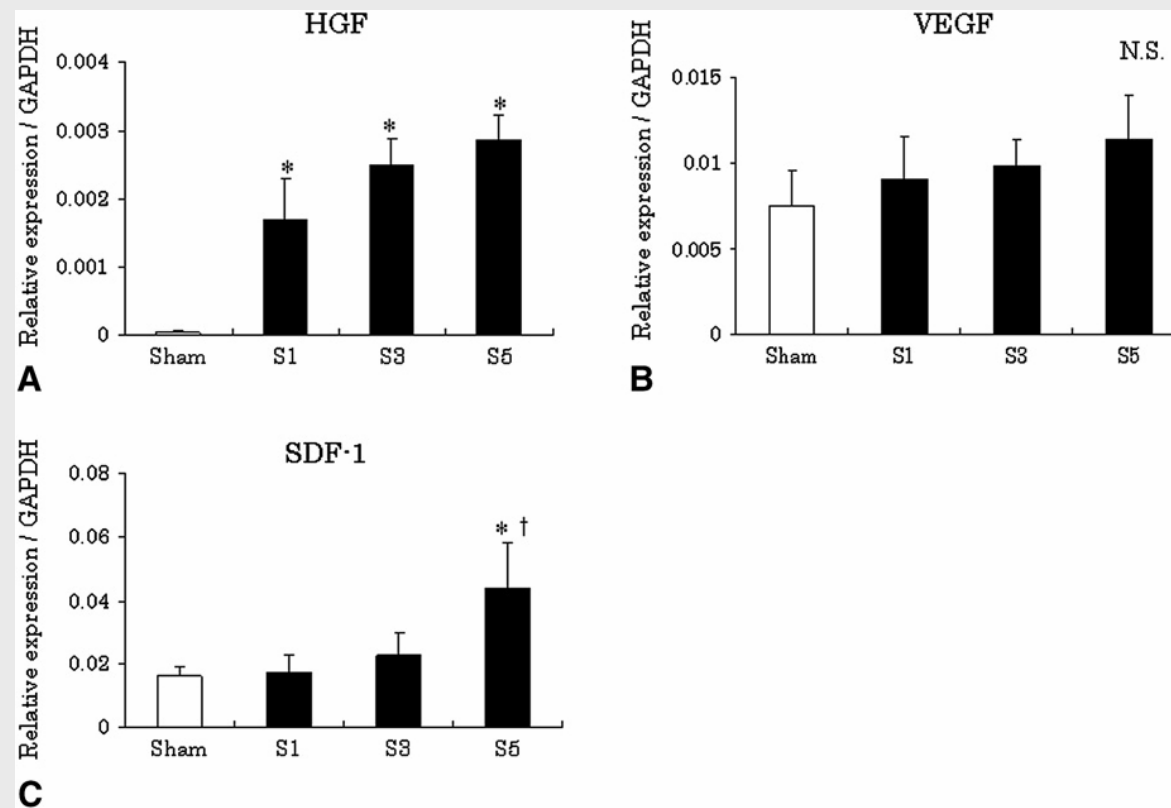 HGF
Relative expression / GAPDH
0.004
0.003
0.002
0.001
0
*
*
*
Sham S1 S3 S5
A
VEGF
N.S.
Relative expression / GAPDH
0.015
0.01
0.005
0
Sham S1 S3 S5
B
SDF-1
Relative expression / GAPDH
0.08
0.06
0.04
0.02
0
* †
Sham S1 S3 S5
C